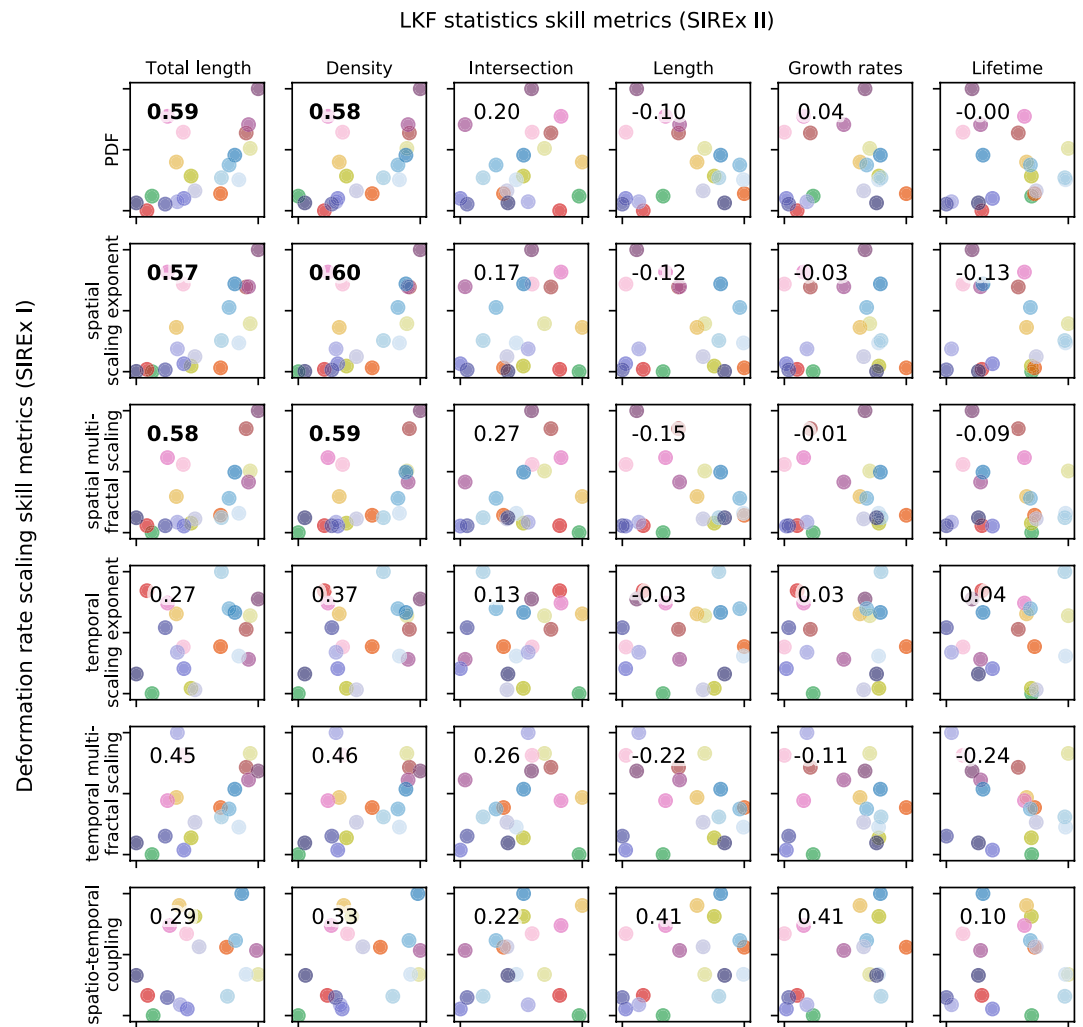 LKF statistics skill metrics (SIREx II)
Total length Density Intersection Length Growth rates Lifetime
Deformation rate scaling skill metrics (SIREx I)
PDF
0.59 0.58 0.20 -0.10 0.04 -0.00
spatial
scaling exponent
0.57 0.60 0.17 -0.12 -0.03 -0.13
spatial multi-
fractal scaling
0.58 0.59 0.27 -0.15 -0.01 -0.09
temporal
scaling exponent
0.27 0.37 0.13 -0.03 0.03 0.04
temporal multi-
fractal scaling
0.45 0.46 0.26 -0.22 -0.11 -0.24
spatio-temporal
coupling
0.29 0.33 0.22 0.41 0.41 0.10